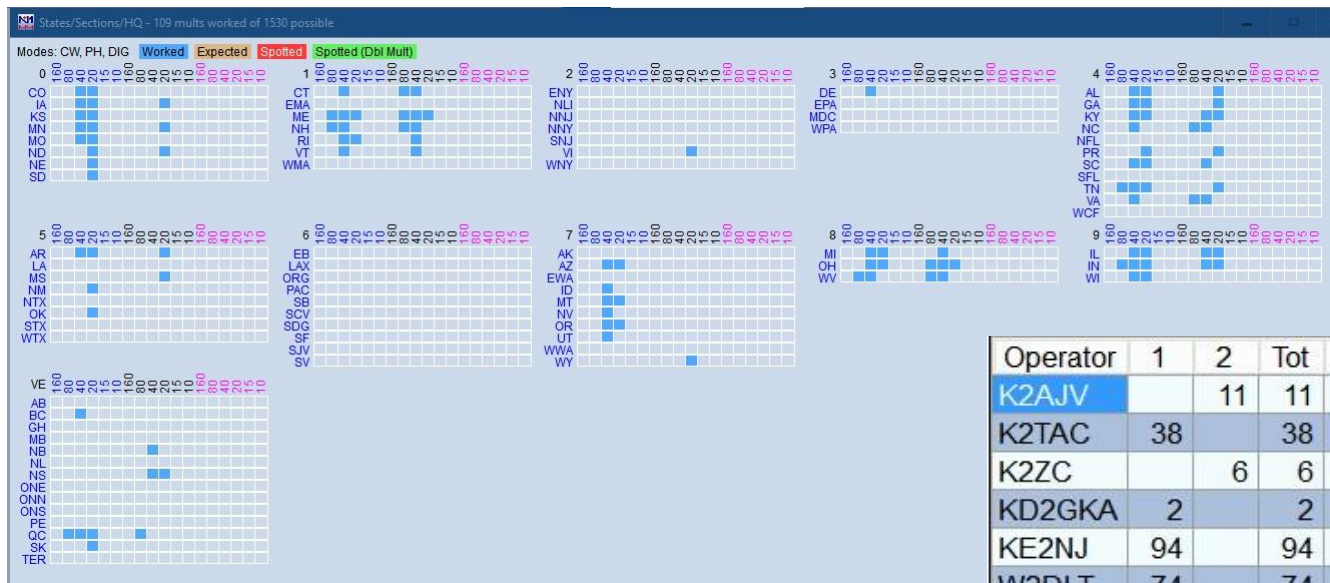 States/Sections/HQ - 109 mults worked of 1530 possible
Modes: CW, PH, DIG Worked Expected Spotted Spotted (Dbl Mult)
0 160 80 40 20 15 10 160 80 40 20 15 10 160 80 40 20 15 10
CO
IA
KS
MN
MO
ND
NE
SD
1 160 80 40 20 15 10 160 80 40 20 15 10 160 80 40 20 15 10
CT
EMA
ME
NH
RI
VT
WMA
2 160 80 40 20 15 10 160 80 40 20 15 10 160 80 40 20 15 10
ENY
NLI
NNJ
NNY
SNJ
VI
WNY
3 160 80 40 20 15 10 160 80 40 20 15 10 160 80 40 20 15 10
DE
EPA
MDC
WPA
4 160 80 40 20 15 10 160 80 40 20 15 10 160 80 40 20 15 10
AL
GA
KY
NC
NFL
PR
SC
SFL
TN
VA
WCF
5 160 80 40 20 15 10 160 80 40 20 15 10 160 80 40 20 15 10
AR
LA
MS
NM
NTX
OK
STX
WTX
6 160 80 40 20 15 10 160 80 40 20 15 10 160 80 40 20 15 10
EB
LAX
ORG
PAC
SB
SCV
SDG
SF
SJV
SV
7 160 80 40 20 15 10 160 80 40 20 15 10 160 80 40 20 15 10
AK
AZ
EWA
ID
MT
NV
OR
UT
WWA
WY
8 160 80 40 20 15 10 160 80 40 20 15 10 160 80 40 20 15 10
MI
OH
WV
9 160 80 40 20 15 10 160 80 40 20 15 10 160 80 40 20 15 10
IL
IN
WI
VE 160 80 40 20 15 10 160 80 40 20 15 10 160 80 40 20 15 10
AB
BC
GH
MB
NB
NL
NS
ONE
ONN
ONS
PE
QC
SK
TER
Operator 1 2 Tot
K2AJV 11 11
K2TAC 38 38
K2ZC 6 6
KD2GKA 2 2
KE2NJ 94 94